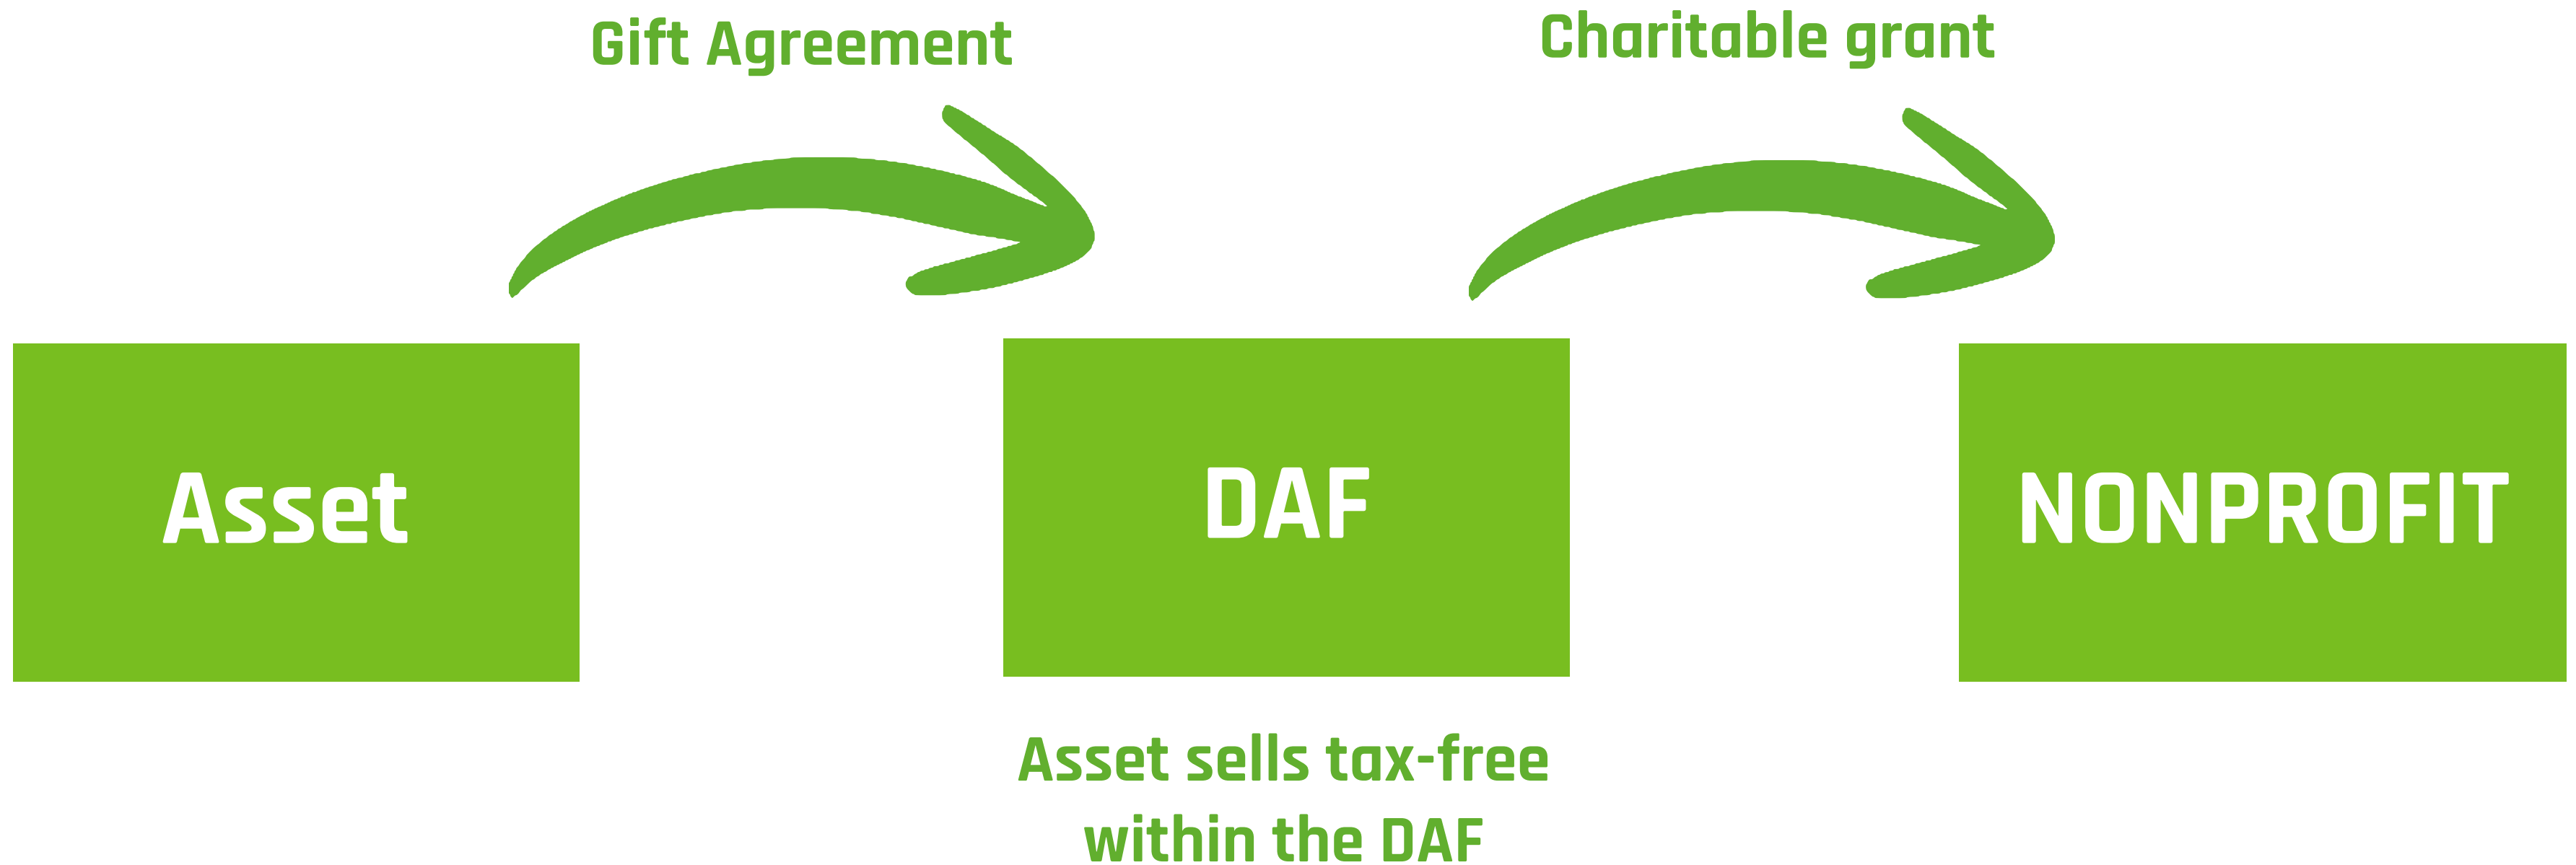 Gift Agreement
Charitable grant
Asset
DAF
NONPROFIT
Asset sells tax-free
within the DAF